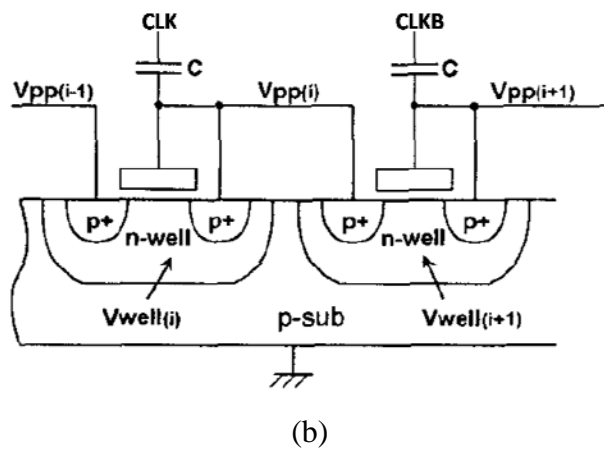 CLK CLKB
C C
Vpp(i-1) Vpp(i) Vpp(i+1)
p+ p+ p+ p+
n-well n-well
Vwell(i) p-sub Vwell(i+1)
(b)